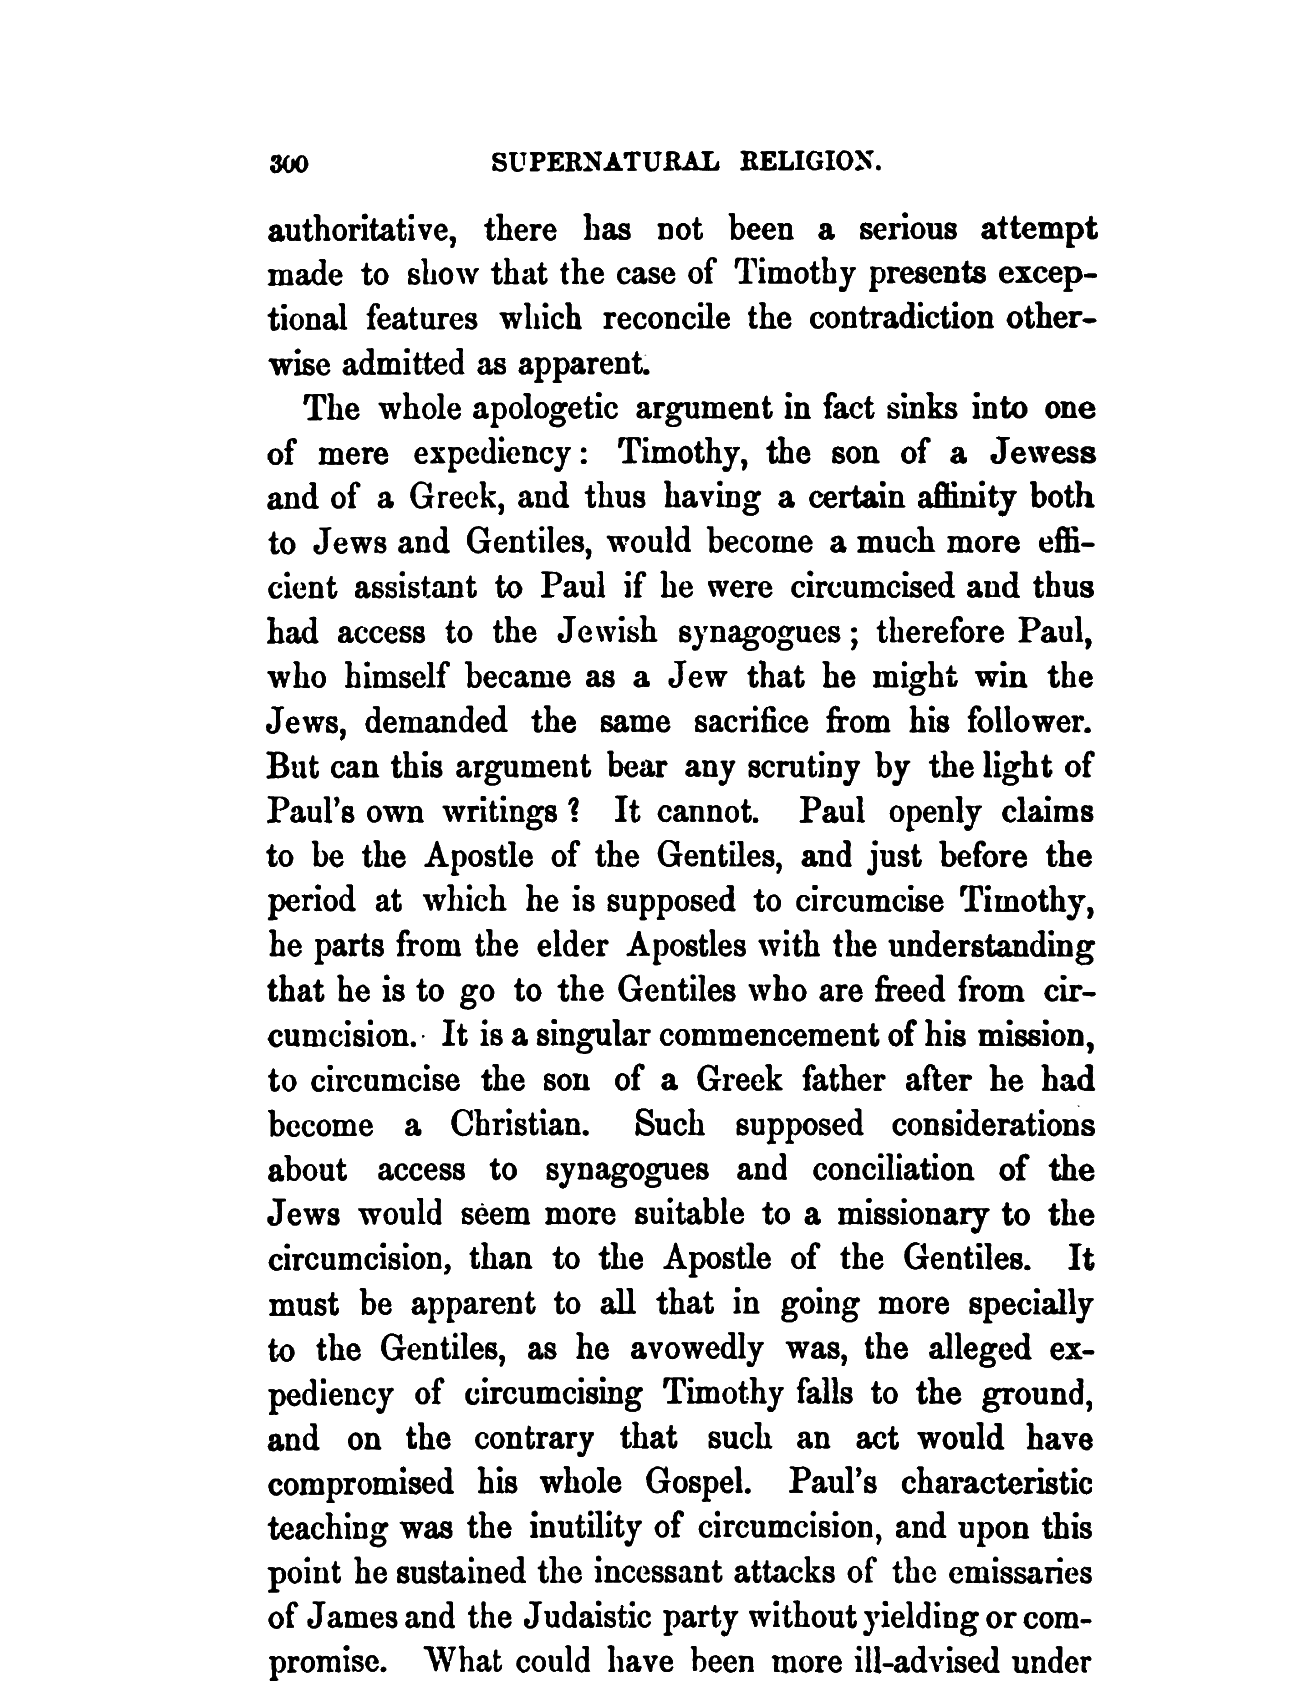 300 SUPERNATURAL RELIGION.
authoritative, there has not been a serious attempt
made to show that the case of Timothy presents excep-
tional features which reconcile the contradiction other-
wise admitted as apparent.
The whole apologetic argument in fact sinks into one
of mere expediency: Timothy, the son of a Jewess
and of a Greek, and thus having a certain affinity both
to Jews and Gentiles, would become a much more effi-
cient assistant to Paul if he were circumcised and thus
had access to the Jewish synagogues; therefore Paul,
who himself became as a Jew that he might win the
Jews, demanded the same sacrifice from his follower.
But can this argument bear any scrutiny by the light of
Paul's own writings? It cannot. Paul openly claims
to be the Apostle of the Gentiles, and just before the
period at which he is supposed to circumcise Timothy,
he parts from the elder Apostles with the understanding
that he is to go to the Gentiles who are freed from cir-
cumcision. It is a singular commencement of his mission,
to circumcise the son of a Greek father after he had
become a Christian. Such supposed considerations
about access to synagogues and conciliation of the
Jews would seem more suitable to a missionary to the
circumcision, than to the Apostle of the Gentiles. It
must be apparent to all that in going more specially
to the Gentiles, as he avowedly was, the alleged ex-
pediency of circumcising Timothy falls to the ground,
and on the contrary that such an act would have
compromised his whole Gospel. Paul's characteristic
teaching was the inutility of circumcision, and upon this
point he sustained the incessant attacks of the emissaries
of James and the Judaistic party without yielding or com-
promise. What could have been more ill-advised under